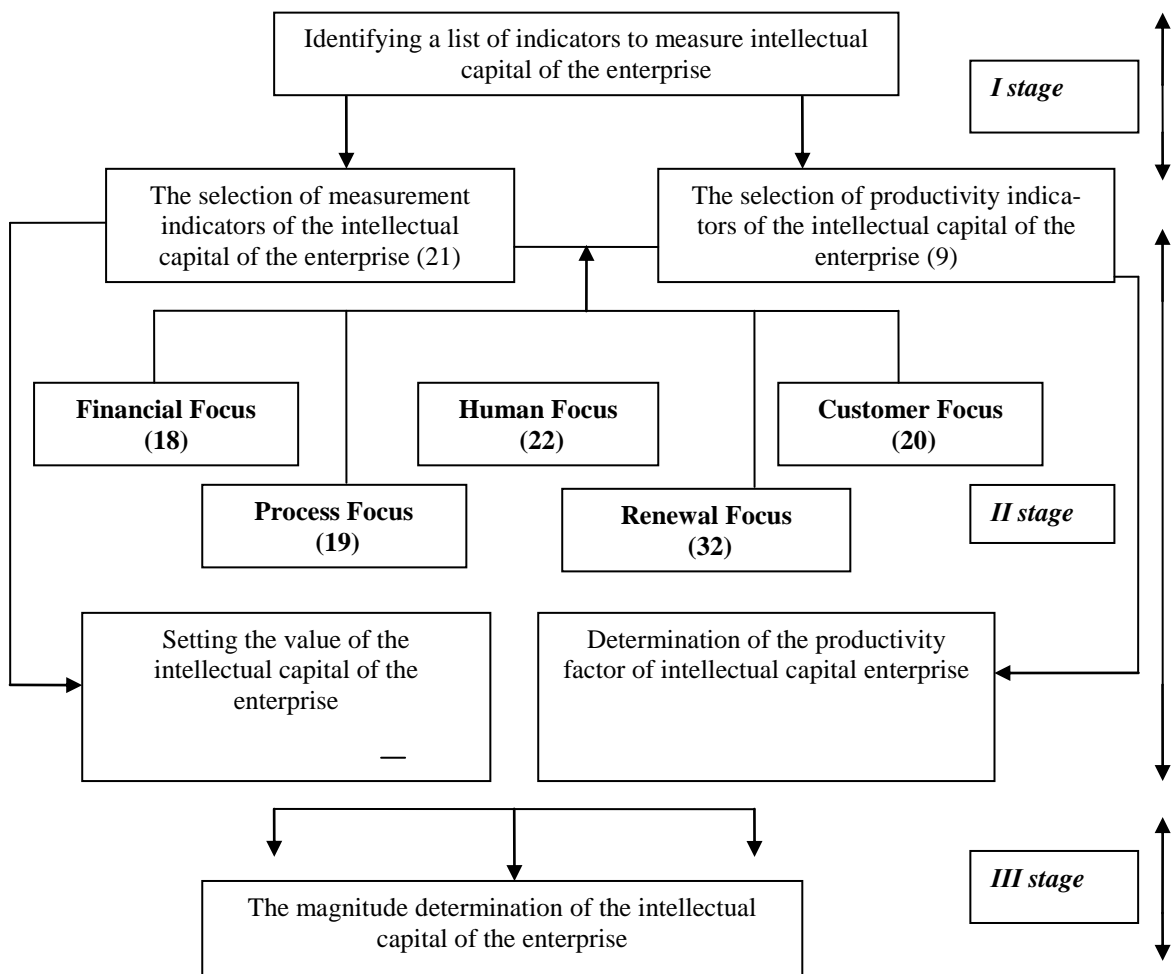 Identifying a list of indicators to measure intellectual
capital of the enterprise
I stage
The selection of measurement
indicators of the intellectual
capital of the enterprise (21)
The selection of productivity indica-
tors of the intellectual capital of the
enterprise (9)
Financial Focus
(18)
Human Focus
(22)
Customer Focus
(20)
Process Focus
(19)
Renewal Focus
(32)
II stage
Setting the value of the
intellectual capital of the
enterprise
Determination of the productivity
factor of intellectual capital enterprise
III stage
The magnitude determination of the intellectual
capital of the enterprise